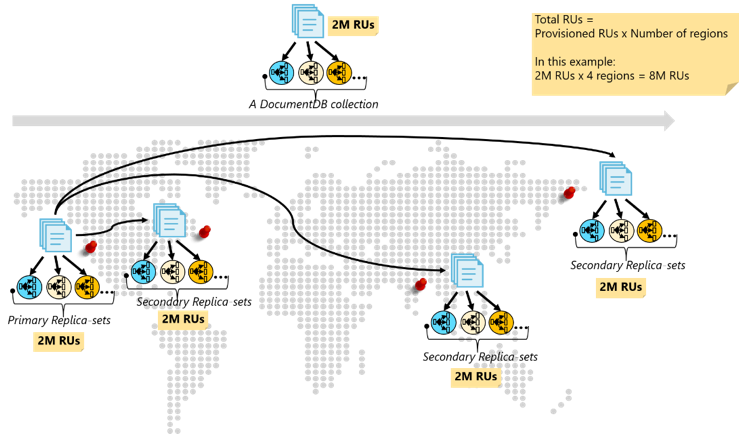 2M RUs
A DocumentDB collection
Total RUs =
Provisioned RUs x Number of regions
In this example:
2M RUs x 4 regions = 8M RUs
Primary Replica-sets
2M RUs
Secondary Replica-sets
2M RUs
Secondary Replica-sets
2M RUs
Secondary Replica-sets
2M RUs